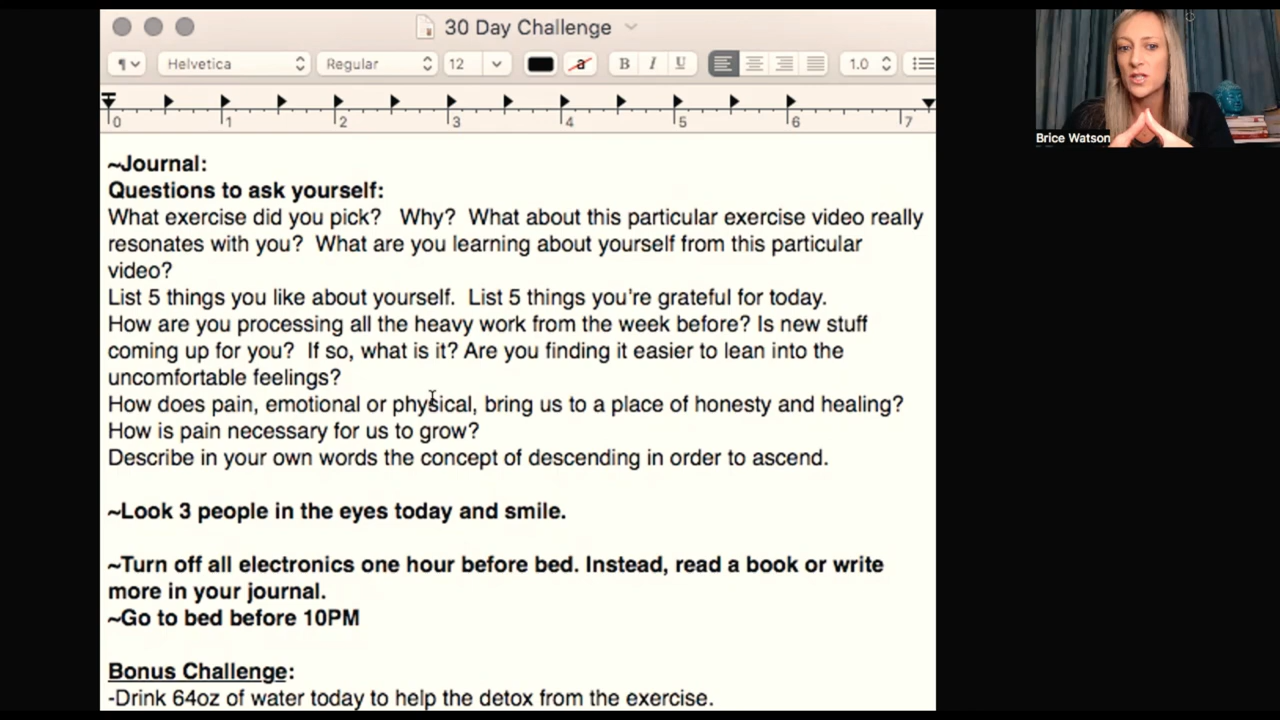 30 Day Challenge
¶ Helvetica Regular 12 a B I U 1.0
0 1 2 3 4 5 6 7
Brice Watson
~Journal:
Questions to ask yourself:
What exercise did you pick?   Why?  What about this particular exercise video really
resonates with you?  What are you learning about yourself from this particular
video?
List 5 things you like about yourself.  List 5 things you're grateful for today.
How are you processing all the heavy work from the week before? Is new stuff
coming up for you?  If so, what is it? Are you finding it easier to lean into the
uncomfortable feelings?
How does pain, emotional or physical, bring us to a place of honesty and healing?
How is pain necessary for us to grow?
Describe in your own words the concept of descending in order to ascend.
~Look 3 people in the eyes today and smile.
~Turn off all electronics one hour before bed. Instead, read a book or write
more in your journal.
~Go to bed before 10PM
Bonus Challenge:
-Drink 64oz of water today to help the detox from the exercise.